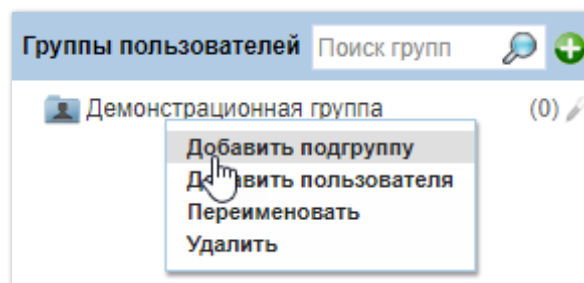 Группы пользователей Поиск групп
Демонстрационная группа (0)
Добавить подгруппу
Добавить пользователя
Переименовать
Удалить